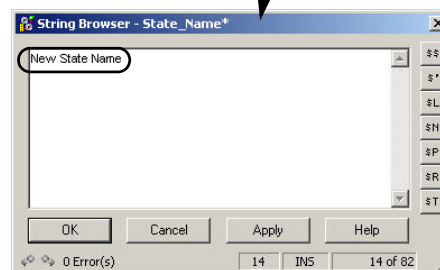 String Browser - State_Name*
New State Name
$$
$'
$L
$N
$P
$R
$T
OK Cancel Apply Help
0 Error(s) 14 INS 14 of 82